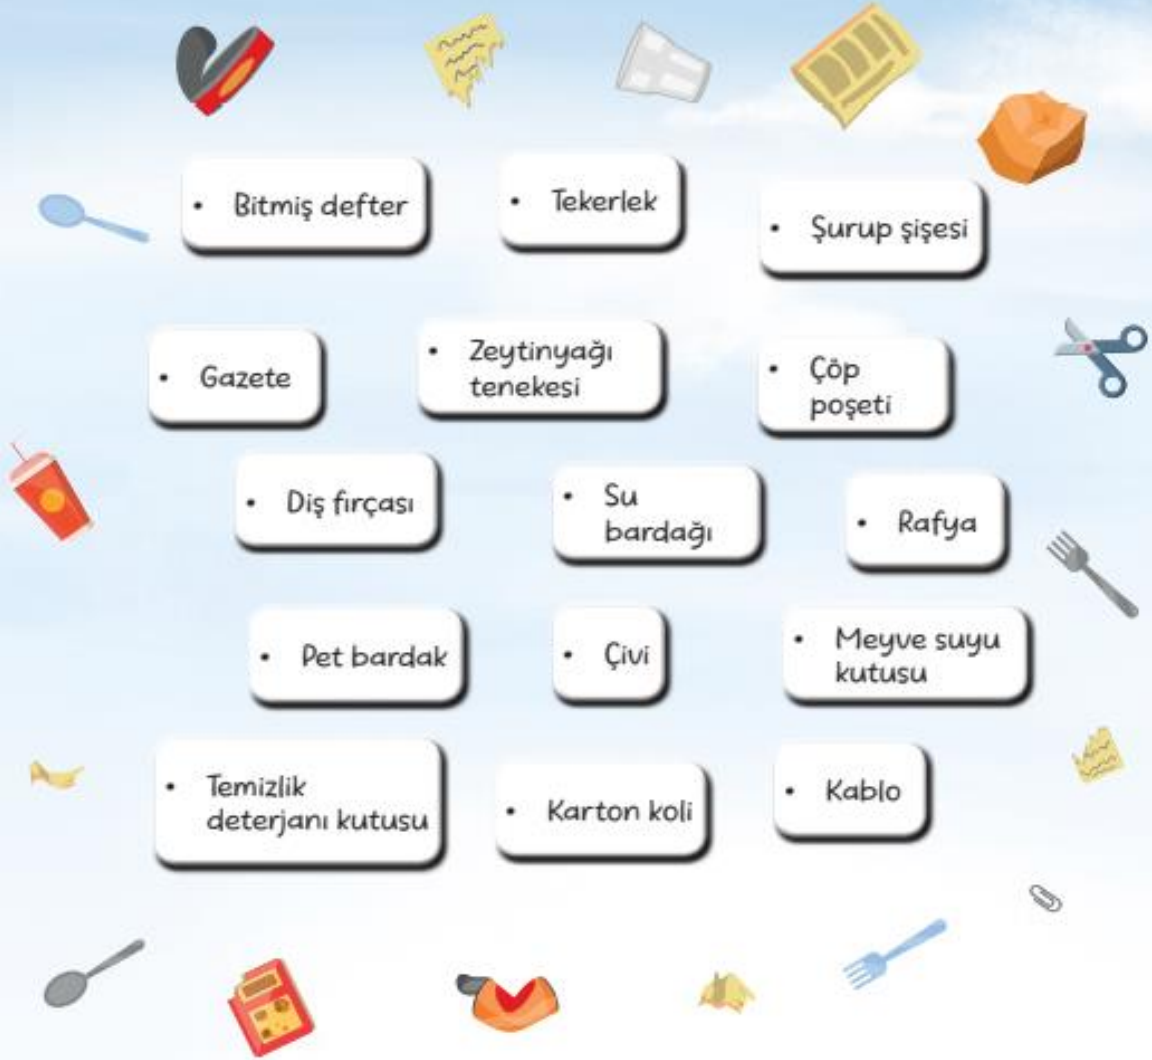 • Bitmiş defter
• Tekerlek
• Şurup şişesi
• Gazete
• Zeytinyağı
tenekesi
• Çöp
poşeti
• Diş fırçası
• Su
bardağı
• Rafya
• Pet bardak
• Çivi
• Meyve suyu
kutusu
• Temizlik
deterjanı kutusu
• Karton koli
• Kablo